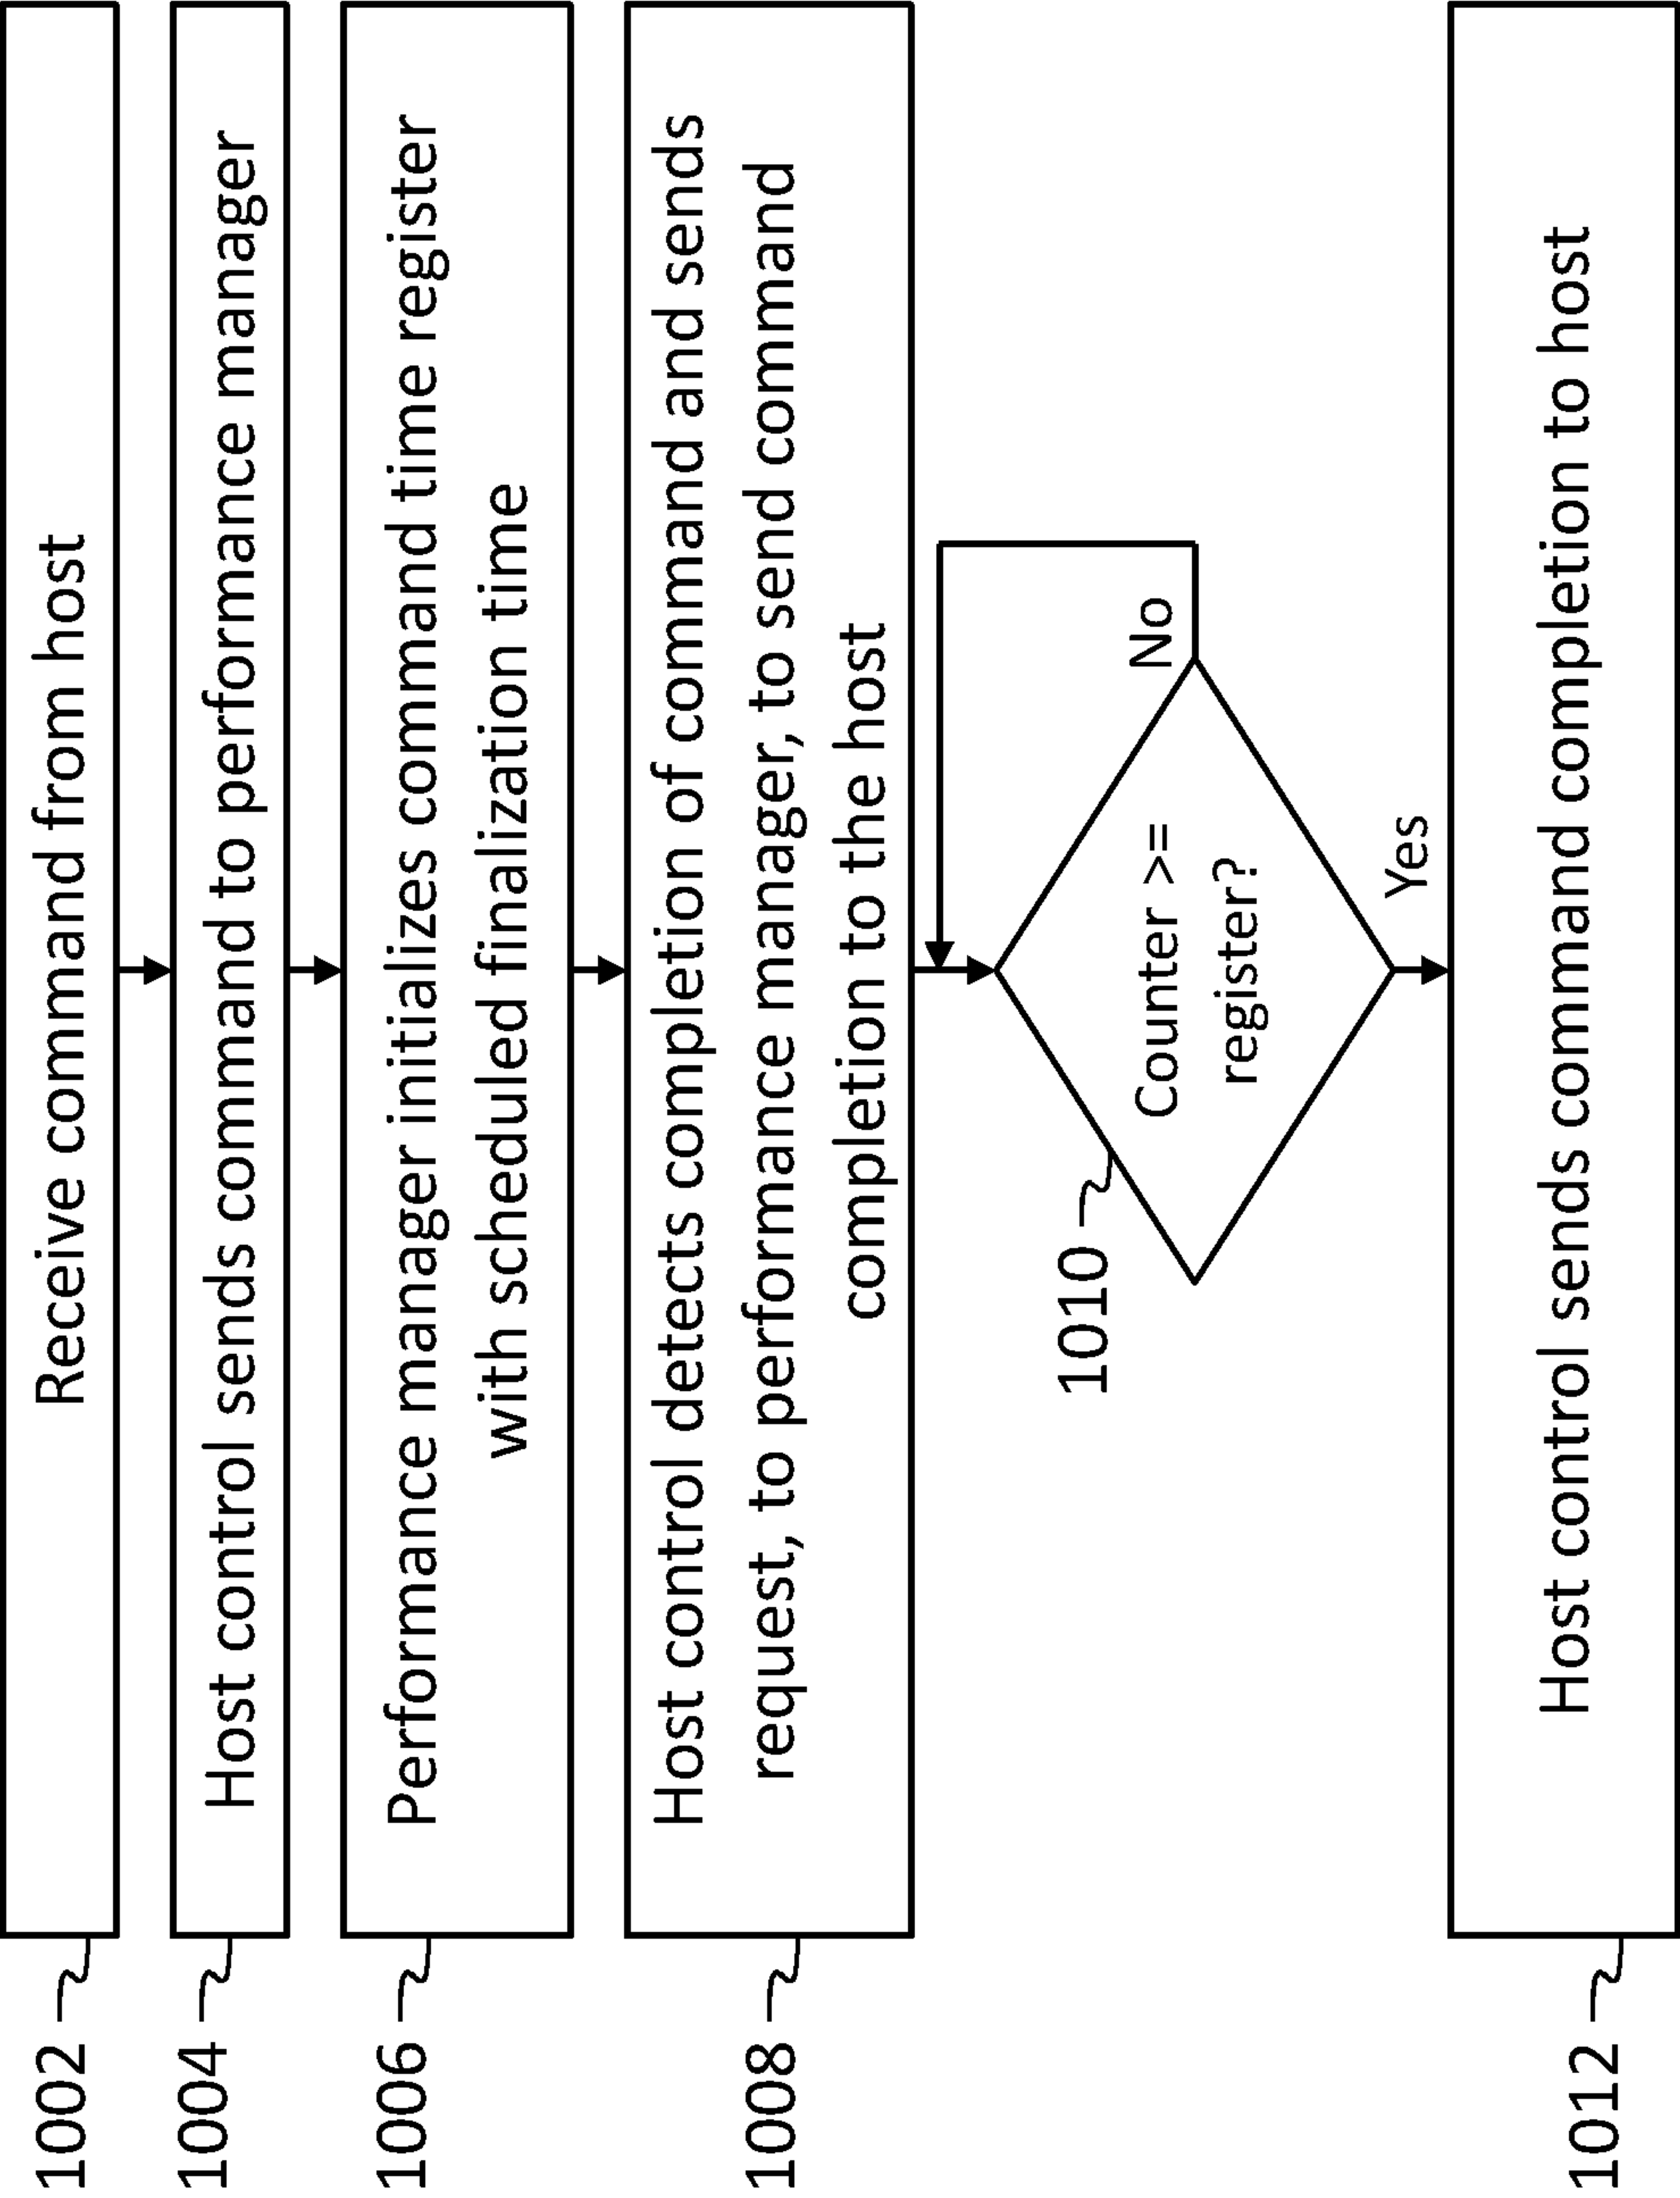 1002
Receive command from host
1004
Host control sends command to performance manager
1006
Performance manager initializes command time register
with scheduled finalization time
1008
Host control detects completion of command and sends
request, to performance manager, to send command
completion to the host
1010
Counter >=
register?
No
Yes
1012
Host control sends command completion to host